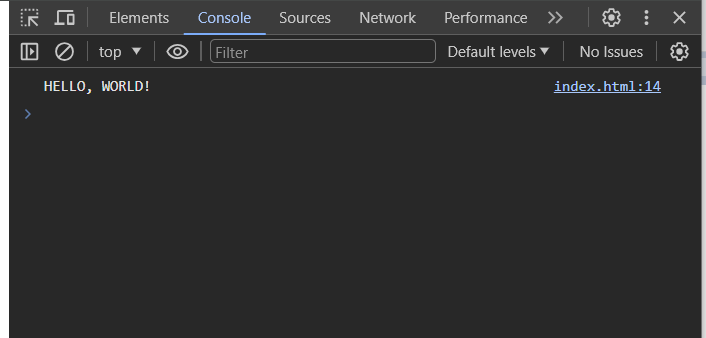 Elements Console Sources Network Performance
top Filter Default levels No Issues
HELLO, WORLD! index.html:14